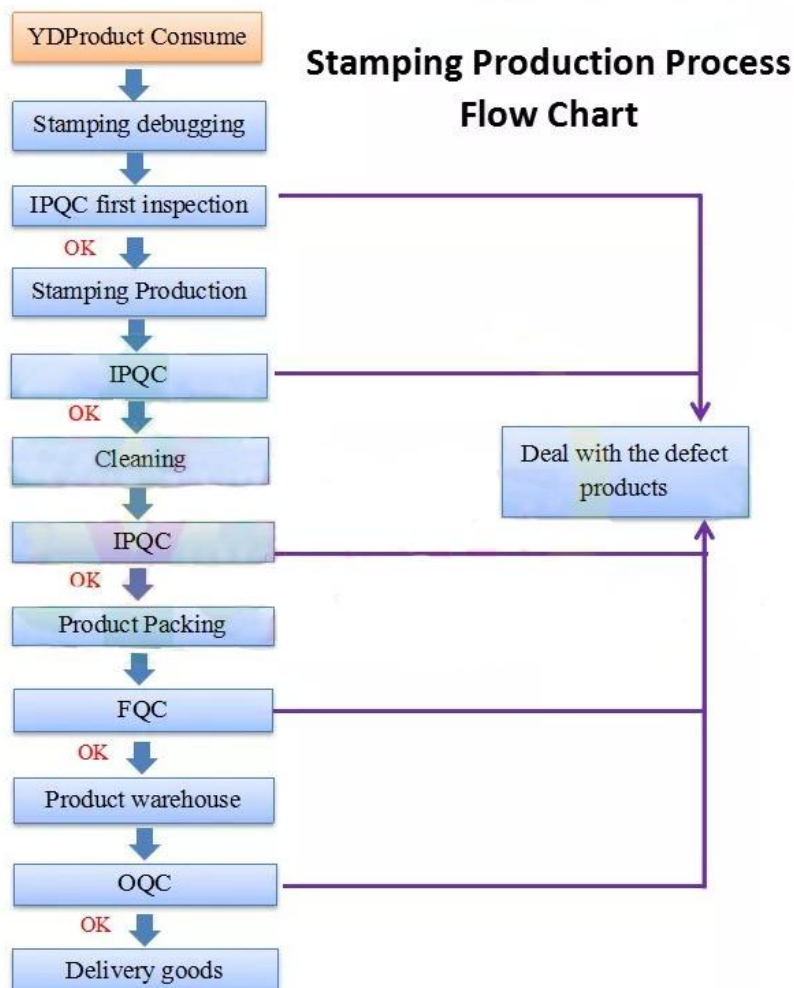 YDProduct Consume
Stamping Production Process
Flow Chart
Stamping debugging
IPQC first inspection
OK
Stamping Production
IPQC
OK
Cleaning
Deal with the defect
products
IPQC
OK
Product Packing
FQC
OK
Product warehouse
OQC
OK
Delivery goods